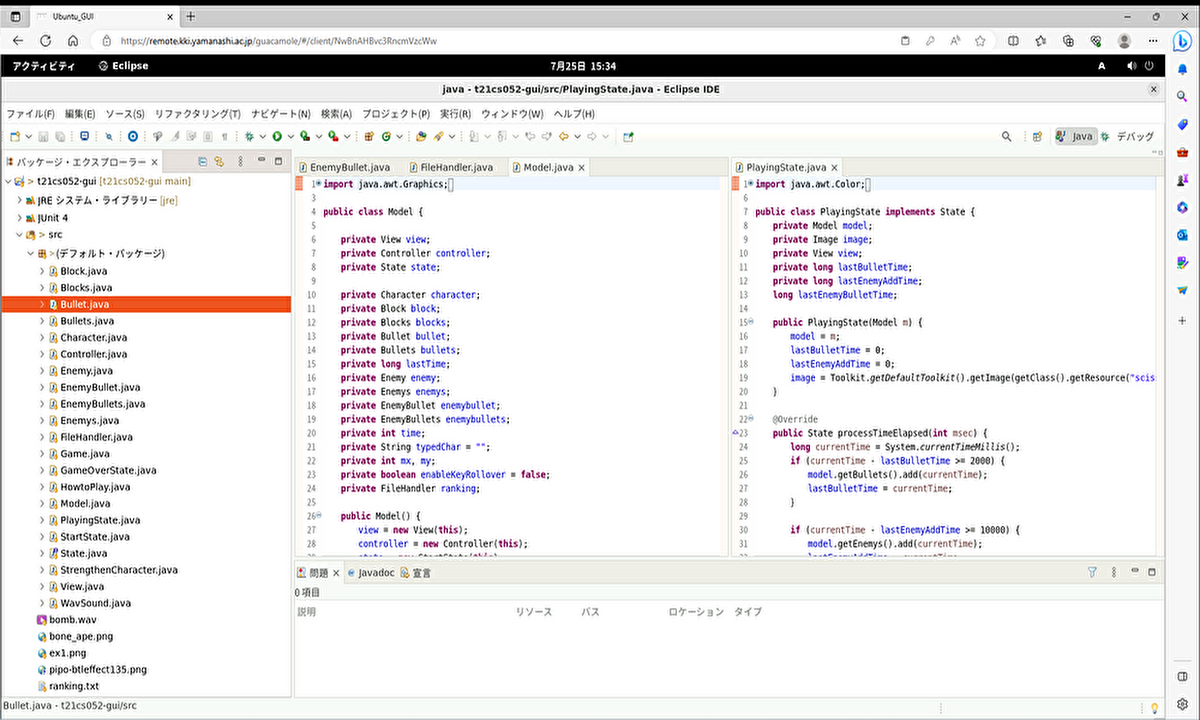 Ubuntu_GUI
https://remote.kki.yamanashi.ac.jp/guacamole/#/client/NwBnAHBvc3RncmVzcWw
アクティビティ Eclipse 7月25日 15:34 A
java - t21cs052-gui/src/PlayingState.java - Eclipse IDE
ファイル(F) 編集(E) ソース(S) リファクタリング(T) ナビゲート(N) 検索(A) プロジェクト(P) 実行(R) ウィンドウ(W) ヘルプ(H)
Java デバッグ
パッケージ・エクスプローラー
> t21cs052-gui [t21cs052-gui main]
JRE システム・ライブラリー [jre]
JUnit 4
> src
> (デフォルト・パッケージ)
Block.java
Blocks.java
Bullet.java
Bullets.java
Character.java
Controller.java
Enemy.java
EnemyBullet.java
EnemyBullets.java
Enemys.java
FileHandler.java
Game.java
GameOverState.java
HowtoPlay.java
Model.java
PlayingState.java
StartState.java
State.java
StrengthenCharacter.java
View.java
WavSound.java
bomb.wav
bone_ape.png
ex1.png
pipo-btleffect135.png
ranking.txt
EnemyBullet.java FileHandler.java Model.java
1 import java.awt.Graphics;
3
4 public class Model {
5
6 private View view;
7 private Controller controller;
8 private State state;
9
10 private Character character;
11 private Block block;
12 private Blocks blocks;
13 private Bullet bullet;
14 private Bullets bullets;
15 private long lastTime;
16 private Enemy enemy;
17 private Enemys enemys;
18 private EnemyBullet enemybullet;
19 private EnemyBullets enemybullets;
20 private int time;
21 private String typedChar = "";
22 private int mx, my;
23 private boolean enableKeyRollover = false;
24 private FileHandler ranking;
25
26 public Model() {
27 view = new View(this);
28 controller = new Controller(this);
PlayingState.java
1 import java.awt.Color;
6
7 public class PlayingState implements State {
8 private Model model;
9 private Image image;
10 private View view;
11 private long lastBulletTime;
12 private long lastEnemyAddTime;
13 long lastEnemyBulletTime;
14
15 public PlayingState(Model m) {
16 model = m;
17 lastBulletTime = 0;
18 lastEnemyAddTime = 0;
19 image = Toolkit.getDefaultToolkit().getImage(getClass().getResource("scis
20 }
21
22 @Override
23 public State processTimeElapsed(int msec) {
24 long currentTime = System.currentTimeMillis();
25 if (currentTime - lastBulletTime >= 2000) {
26 model.getBullets().add(currentTime);
27 lastBulletTime = currentTime;
28 }
29
30 if (currentTime - lastEnemyAddTime >= 10000) {
31 model.getEnemys().add(currentTime);
問題 Javadoc 宣言
0 項目
説明 リソース パス ロケーション タイプ
Bullet.java - t21cs052-gui/src